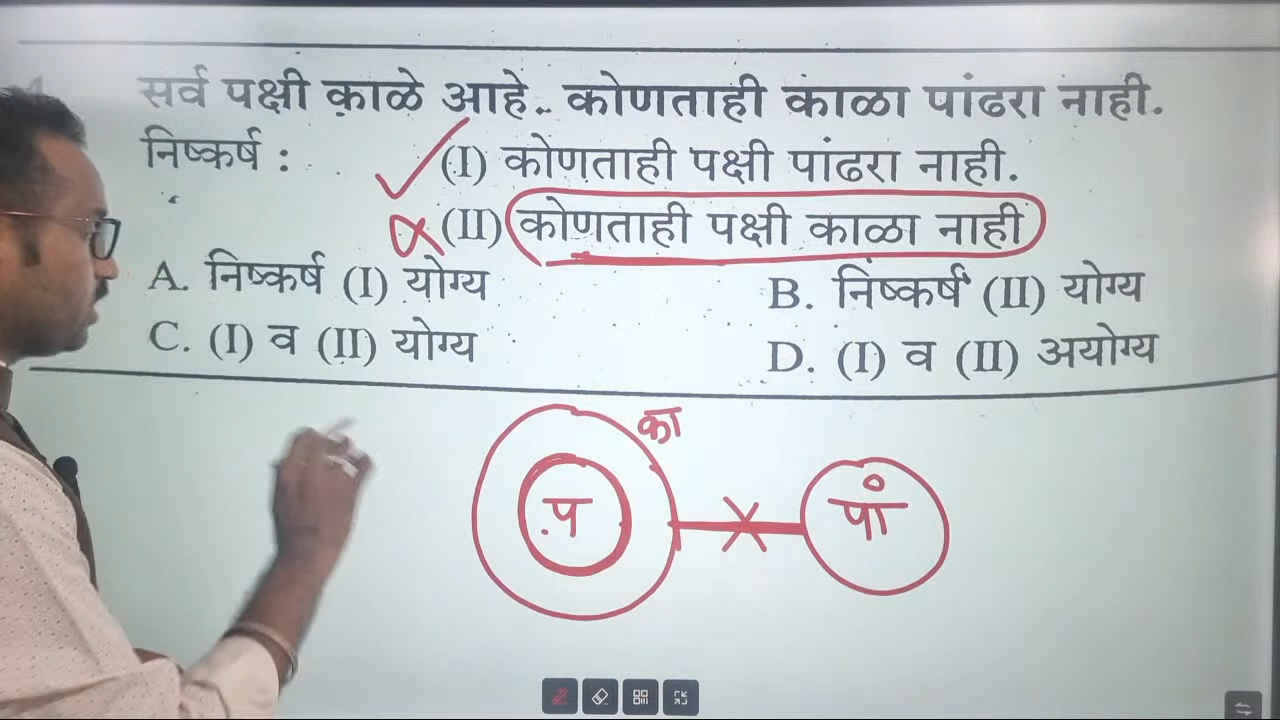 सर्व पक्षी काळे आहे.. कोणताही काळा पांढरा नाही.
निष्कर्ष : (I) कोणताही पक्षी पांढरा नाही.
(II) कोणताही पक्षी काळा नाही
A. निष्कर्ष (I) योग्य B. निष्कर्ष (II) योग्य
C. (I) व (II) योग्य D. (I) व (II) अयोग्य
का
प पां